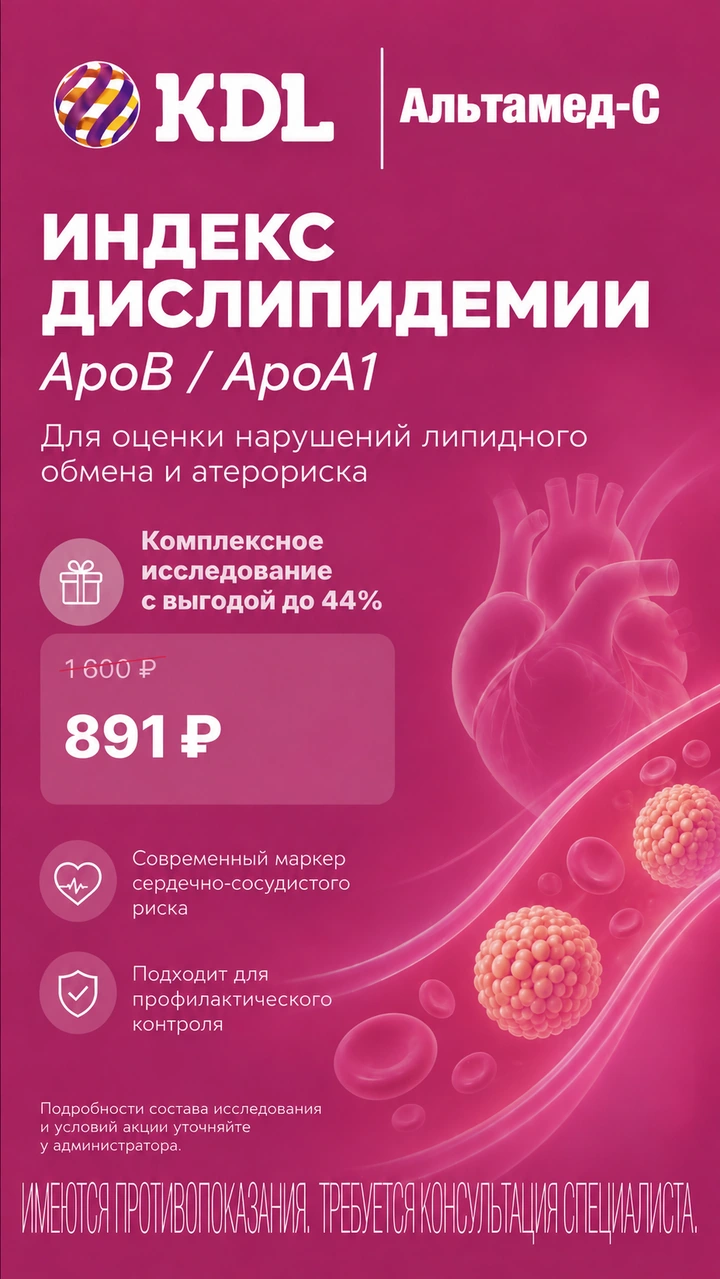 KDL
Альтамед-С
ИНДЕКС
ДИСЛИПИДЕМИИ
ApoB / ApoA1
Для оценки нарушений липидного
обмена и атерориска
Комплексное
исследование
с выгодой до 44%
1 600 ₽
891 ₽
Современный маркер
сердечно-сосудистого
риска
Подходит для
профилактического
контроля
Подробности состава исследования
и условий акции уточняйте
у администратора.
ИМЕЮТСЯ ПРОТИВОПОКАЗАНИЯ. ТРЕБУЕТСЯ КОНСУЛЬТАЦИЯ СПЕЦИАЛИСТА.